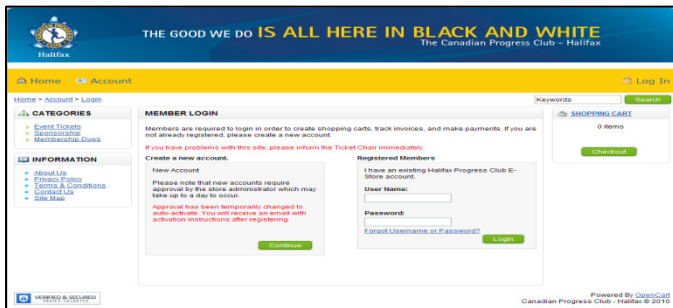 Halifax
THE GOOD WE DO IS ALL HERE IN BLACK AND WHITE
The Canadian Progress Club - Halifax
Home Account Log In
Home > Account > Login
Keywords Search
CATEGORIES
Event Tickets
Sponsorship
Membership Dues
INFORMATION
About Us
Privacy Policy
Terms & Conditions
Contact Us
Site Map
MEMBER LOGIN
Members are required to login in order to create shopping carts, track invoices, and make payments. If you are
not already registered, please create a new account.
If you have problems with this site, please inform the Ticket Chair immediately.
Create a new account.
New Account
Please note that new accounts require
approval by the store administrator which may
take up to a day to occur.
Approval has been temporarily changed to
auto-activate. You will receive an email with
activation instructions after registering.
Continue
Registered Members
I have an existing Halifax Progress Club E-
Store account.
User Name:
Password:
Forgot Username or Password?
Login
SHOPPING CART
0 items
Checkout
VERIFIED & SECURED
Powered By OpenCart
Canadian Progress Club - Halifax © 2010